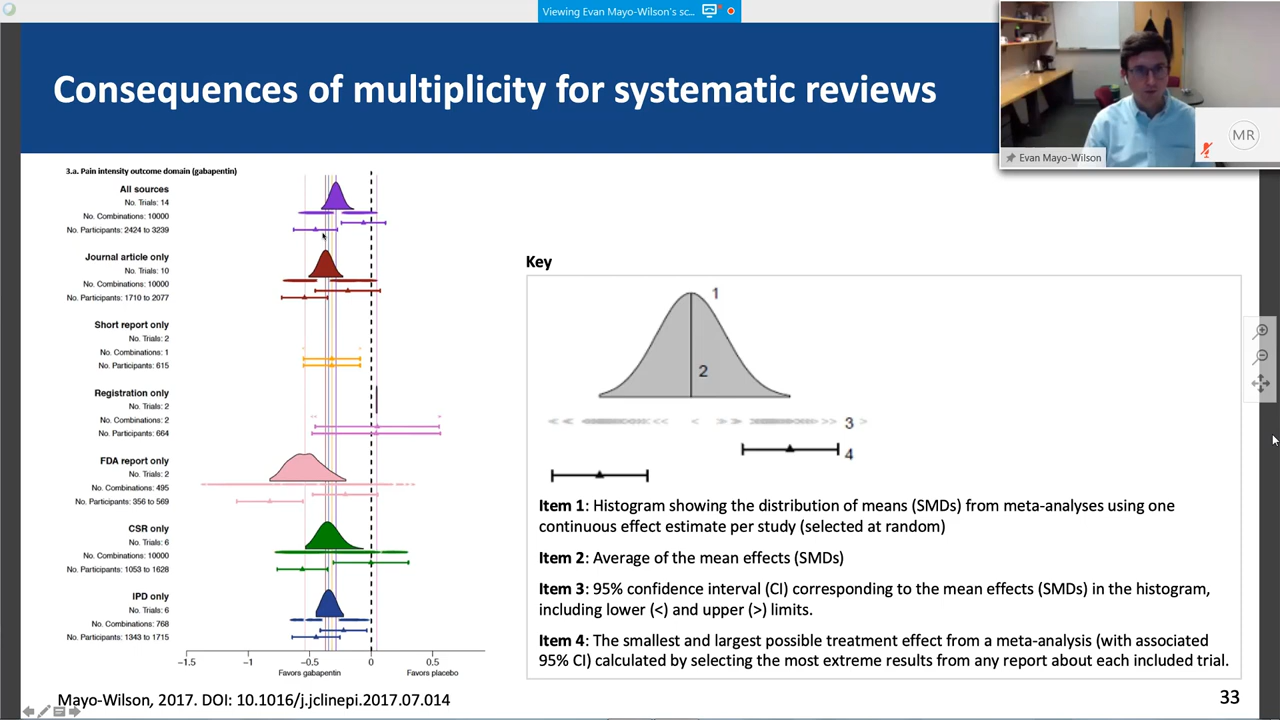 Viewing Evan Mayo-Wilson's sc...
Consequences of multiplicity for systematic reviews
MR
Evan Mayo-Wilson
3.a. Pain intensity outcome domain (gabapentin)
All sources
No. Trials: 14
No. Combinations: 10000
No. Participants: 2424 to 3239
Journal article only
No. Trials: 10
No. Combinations: 10000
No. Participants: 1710 to 2077
Short report only
No. Trials: 2
No. Combinations: 1
No. Participants: 615
Registration only
No. Trials: 2
No. Combinations: 2
No. Participants: 664
FDA report only
No. Trials: 2
No. Combinations: 495
No. Participants: 356 to 569
CSR only
No. Trials: 6
No. Combinations: 10000
No. Participants: 1053 to 1628
IPD only
No. Trials: 6
No. Combinations: 768
No. Participants: 1343 to 1715
−1.5 −1 −0.5 0 0.5
Favors gabapentin Favors placebo
Key
1
2
3
4
Item 1: Histogram showing the distribution of means (SMDs) from meta-analyses using one
continuous effect estimate per study (selected at random)
Item 2: Average of the mean effects (SMDs)
Item 3: 95% confidence interval (CI) corresponding to the mean effects (SMDs) in the histogram,
including lower (<) and upper (>) limits.
Item 4: The smallest and largest possible treatment effect from a meta-analysis (with associated
95% CI) calculated by selecting the most extreme results from any report about each included trial.
Mayo-Wilson, 2017. DOI: 10.1016/j.jclinepi.2017.07.014
33